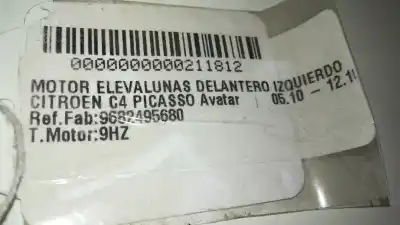 0000000000211812
MOTOR ELEVALUNAS DELANTERO IZQUIERDO
CITROEN C4 PICASSO Avatar | 05.10 - 12.1
Ref.Fab:9682495680
T.Motor:9HZ